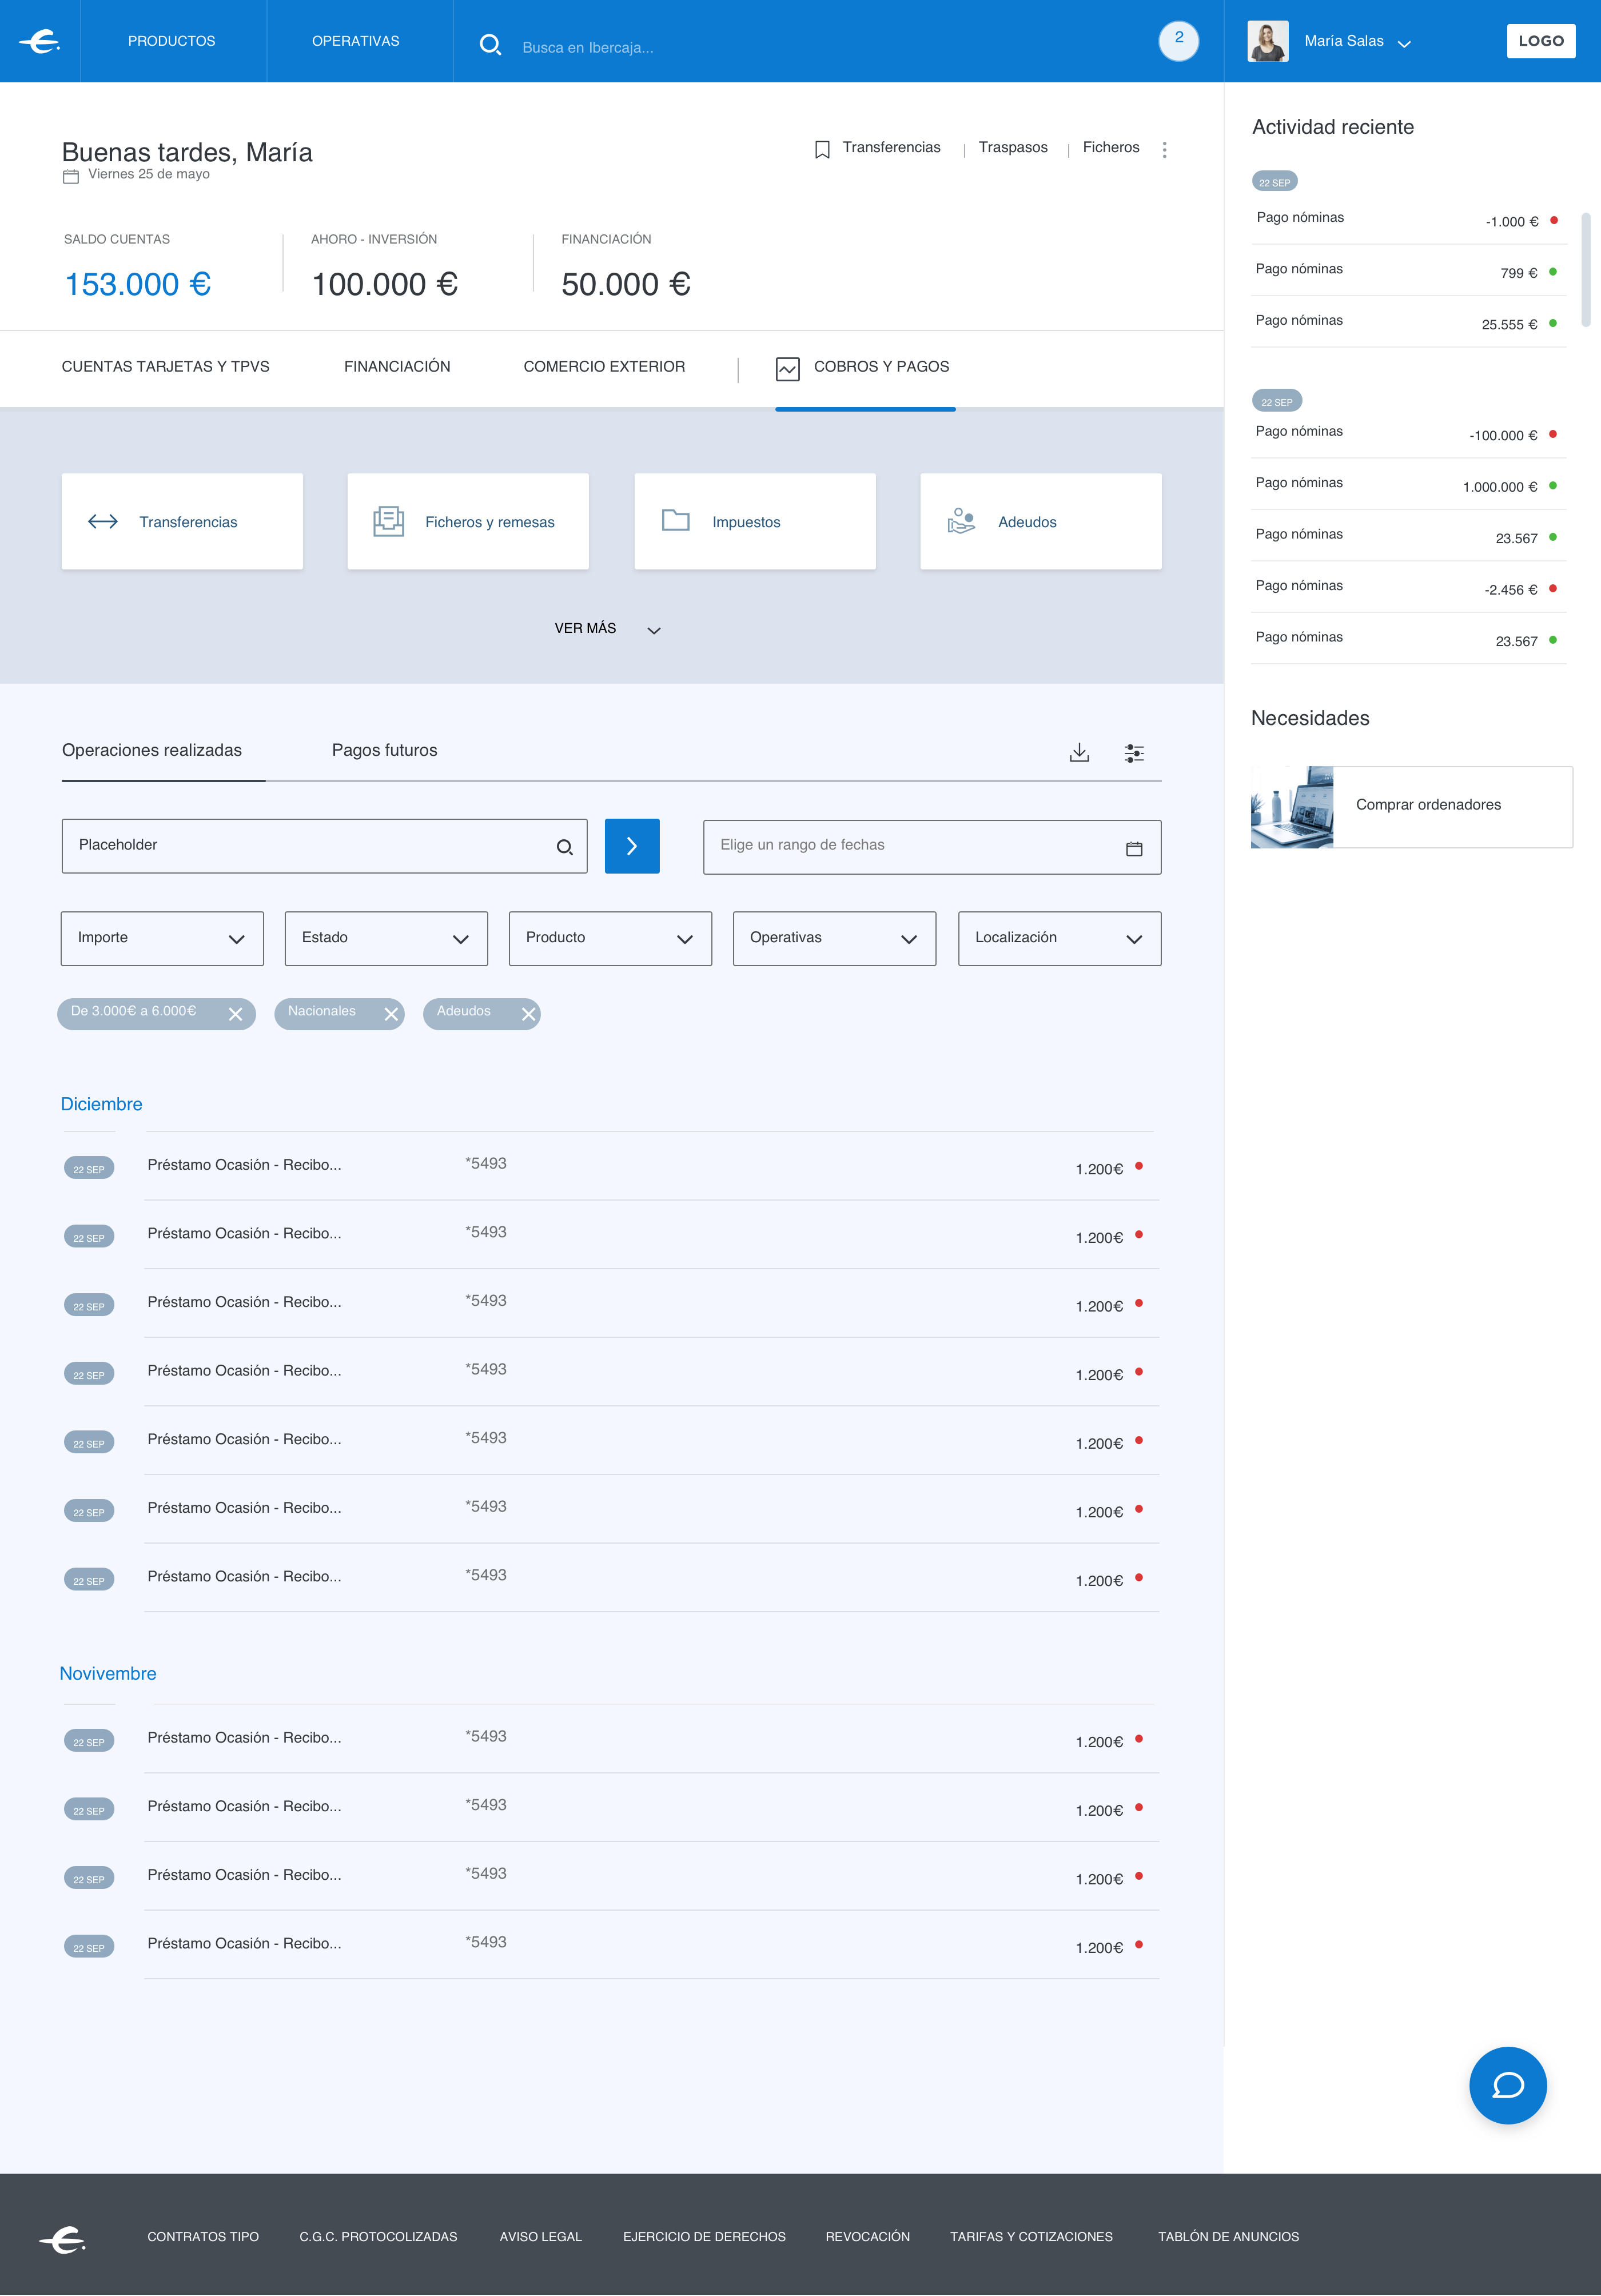 PRODUCTOS
OPERATIVAS
Busca en Ibercaja...
2
María Salas
LOGO
Buenas tardes, María
Viernes 25 de mayo
Transferencias | Traspasos | Ficheros
SALDO CUENTAS
153.000 €
AHORO - INVERSIÓN
100.000 €
FINANCIACIÓN
50.000 €
CUENTAS TARJETAS Y TPVS
FINANCIACIÓN
COMERCIO EXTERIOR
COBROS Y PAGOS
Transferencias
Ficheros y remesas
Impuestos
Adeudos
VER MÁS
Operaciones realizadas
Pagos futuros
Placeholder
Elige un rango de fechas
Importe
Estado
Producto
Operativas
Localización
De 3.000€ a 6.000€
Nacionales
Adeudos
Diciembre
22 SEP Préstamo Ocasión - Recibo... *5493 1.200€
22 SEP Préstamo Ocasión - Recibo... *5493 1.200€
22 SEP Préstamo Ocasión - Recibo... *5493 1.200€
22 SEP Préstamo Ocasión - Recibo... *5493 1.200€
22 SEP Préstamo Ocasión - Recibo... *5493 1.200€
22 SEP Préstamo Ocasión - Recibo... *5493 1.200€
22 SEP Préstamo Ocasión - Recibo... *5493 1.200€
Novivembre
22 SEP Préstamo Ocasión - Recibo... *5493 1.200€
22 SEP Préstamo Ocasión - Recibo... *5493 1.200€
22 SEP Préstamo Ocasión - Recibo... *5493 1.200€
22 SEP Préstamo Ocasión - Recibo... *5493 1.200€
Actividad reciente
22 SEP
Pago nóminas -1.000 €
Pago nóminas 799 €
Pago nóminas 25.555 €
22 SEP
Pago nóminas -100.000 €
Pago nóminas 1.000.000 €
Pago nóminas 23.567
Pago nóminas -2.456 €
Pago nóminas 23.567
Necesidades
Comprar ordenadores
CONTRATOS TIPO
C.G.C. PROTOCOLIZADAS
AVISO LEGAL
EJERCICIO DE DERECHOS
REVOCACIÓN
TARIFAS Y COTIZACIONES
TABLÓN DE ANUNCIOS